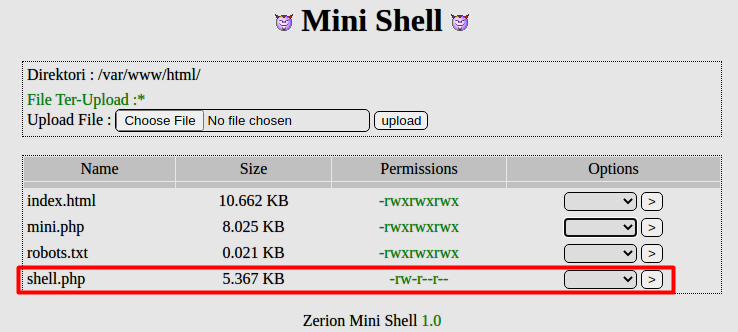 Mini Shell
Direktori : /var/www/html/
File Ter-Upload :*
Upload File : Choose File No file chosen upload
Name Size Permissions Options
index.html 10.662 KB -rwxrwxrwx >
mini.php 8.025 KB -rwxrwxrwx >
robots.txt 0.021 KB -rwxrwxrwx >
shell.php 5.367 KB -rw-r--r-- >
Zerion Mini Shell 1.0